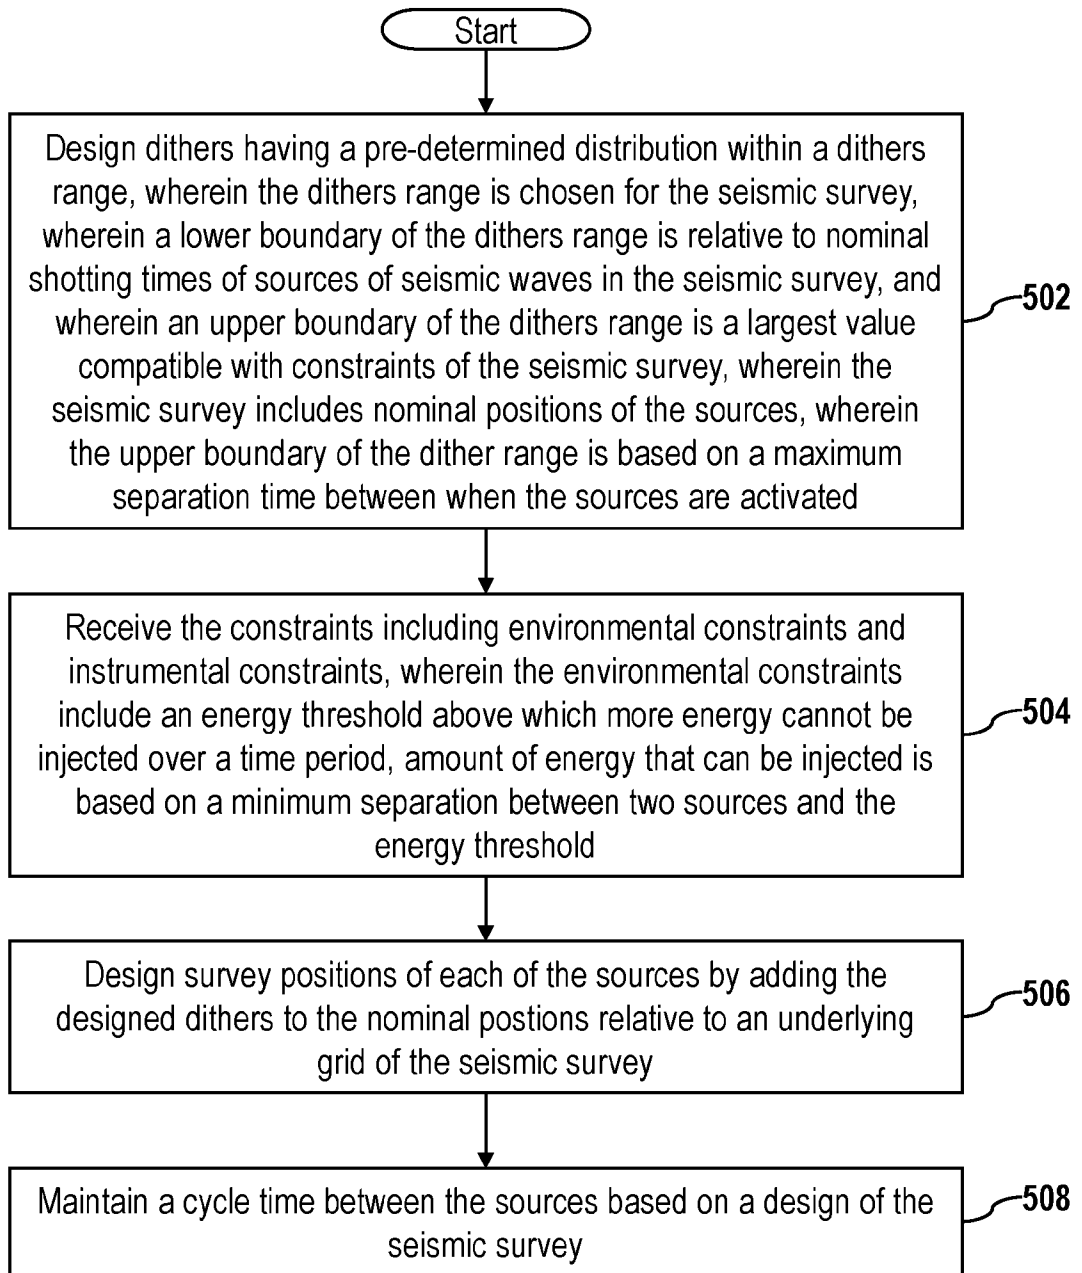 Start
Design dithers having a pre-determined distribution within a dithers
range, wherein the dithers range is chosen for the seismic survey,
wherein a lower boundary of the dithers range is relative to nominal
shotting times of sources of seismic waves in the seismic survey, and
wherein an upper boundary of the dithers range is a largest value
compatible with constraints of the seismic survey, wherein the
seismic survey includes nominal positions of the sources, wherein
the upper boundary of the dither range is based on a maximum
separation time between when the sources are activated
502
Receive the constraints including environmental constraints and
instrumental constraints, wherein the environmental constraints
include an energy threshold above which more energy cannot be
injected over a time period, amount of energy that can be injected is
based on a minimum separation between two sources and the
energy threshold
504
Design survey positions of each of the sources by adding the
designed dithers to the nominal postions relative to an underlying
grid of the seismic survey
506
Maintain a cycle time between the sources based on a design of the
seismic survey
508